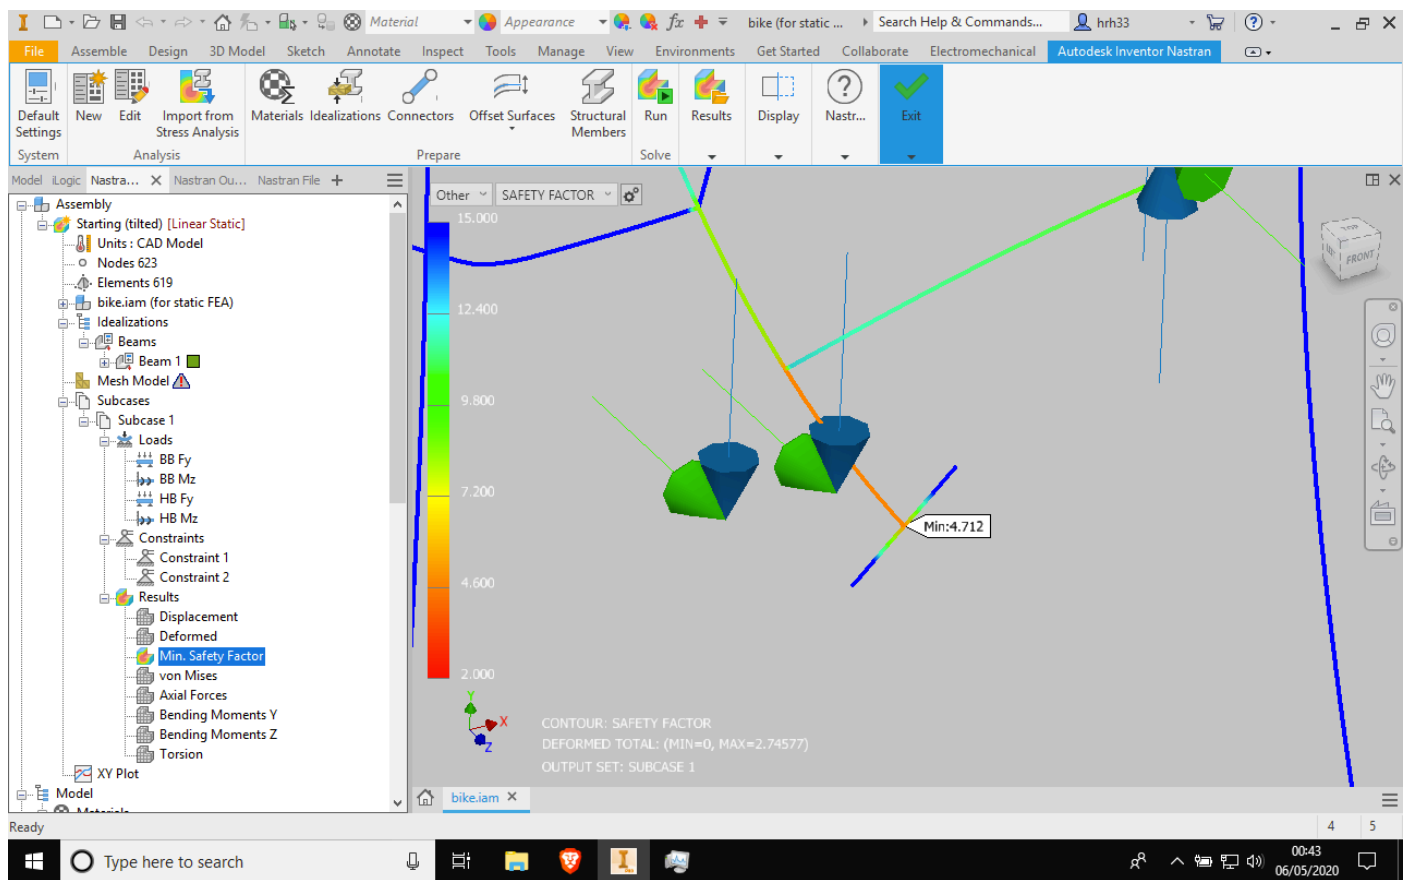 Material
Appearance
fx
bike (for static ...
Search Help & Commands...
hrh33
File Assemble Design 3D Model Sketch Annotate Inspect Tools Manage View Environments Get Started Collaborate Electromechanical Autodesk Inventor Nastran
Default Settings
New
Edit
Import from Stress Analysis
Materials
Idealizations
Connectors
Offset Surfaces
Structural Members
Run
Results
Display
Nastr...
Exit
System
Analysis
Prepare
Solve
Model iLogic Nastra... X Nastran Ou... Nastran File +
Assembly
Starting (tilted) [Linear Static]
Units : CAD Model
Nodes 623
Elements 619
bike.iam (for static FEA)
Idealizations
Beams
Beam 1
Mesh Model
Subcases
Subcase 1
Loads
BB Fy
BB Mz
HB Fy
HB Mz
Constraints
Constraint 1
Constraint 2
Results
Displacement
Deformed
Min. Safety Factor
von Mises
Axial Forces
Bending Moments Y
Bending Moments Z
Torsion
XY Plot
Model
Other
SAFETY FACTOR
15.000
12.400
9.800
7.200
4.600
2.000
Min:4.712
Y
X
Z
CONTOUR: SAFETY FACTOR
DEFORMED TOTAL: (MIN=0, MAX=2.74577)
OUTPUT SET: SUBCASE 1
TOP
FRONT
bike.iam X
Ready
4 5
Type here to search
00:43
06/05/2020